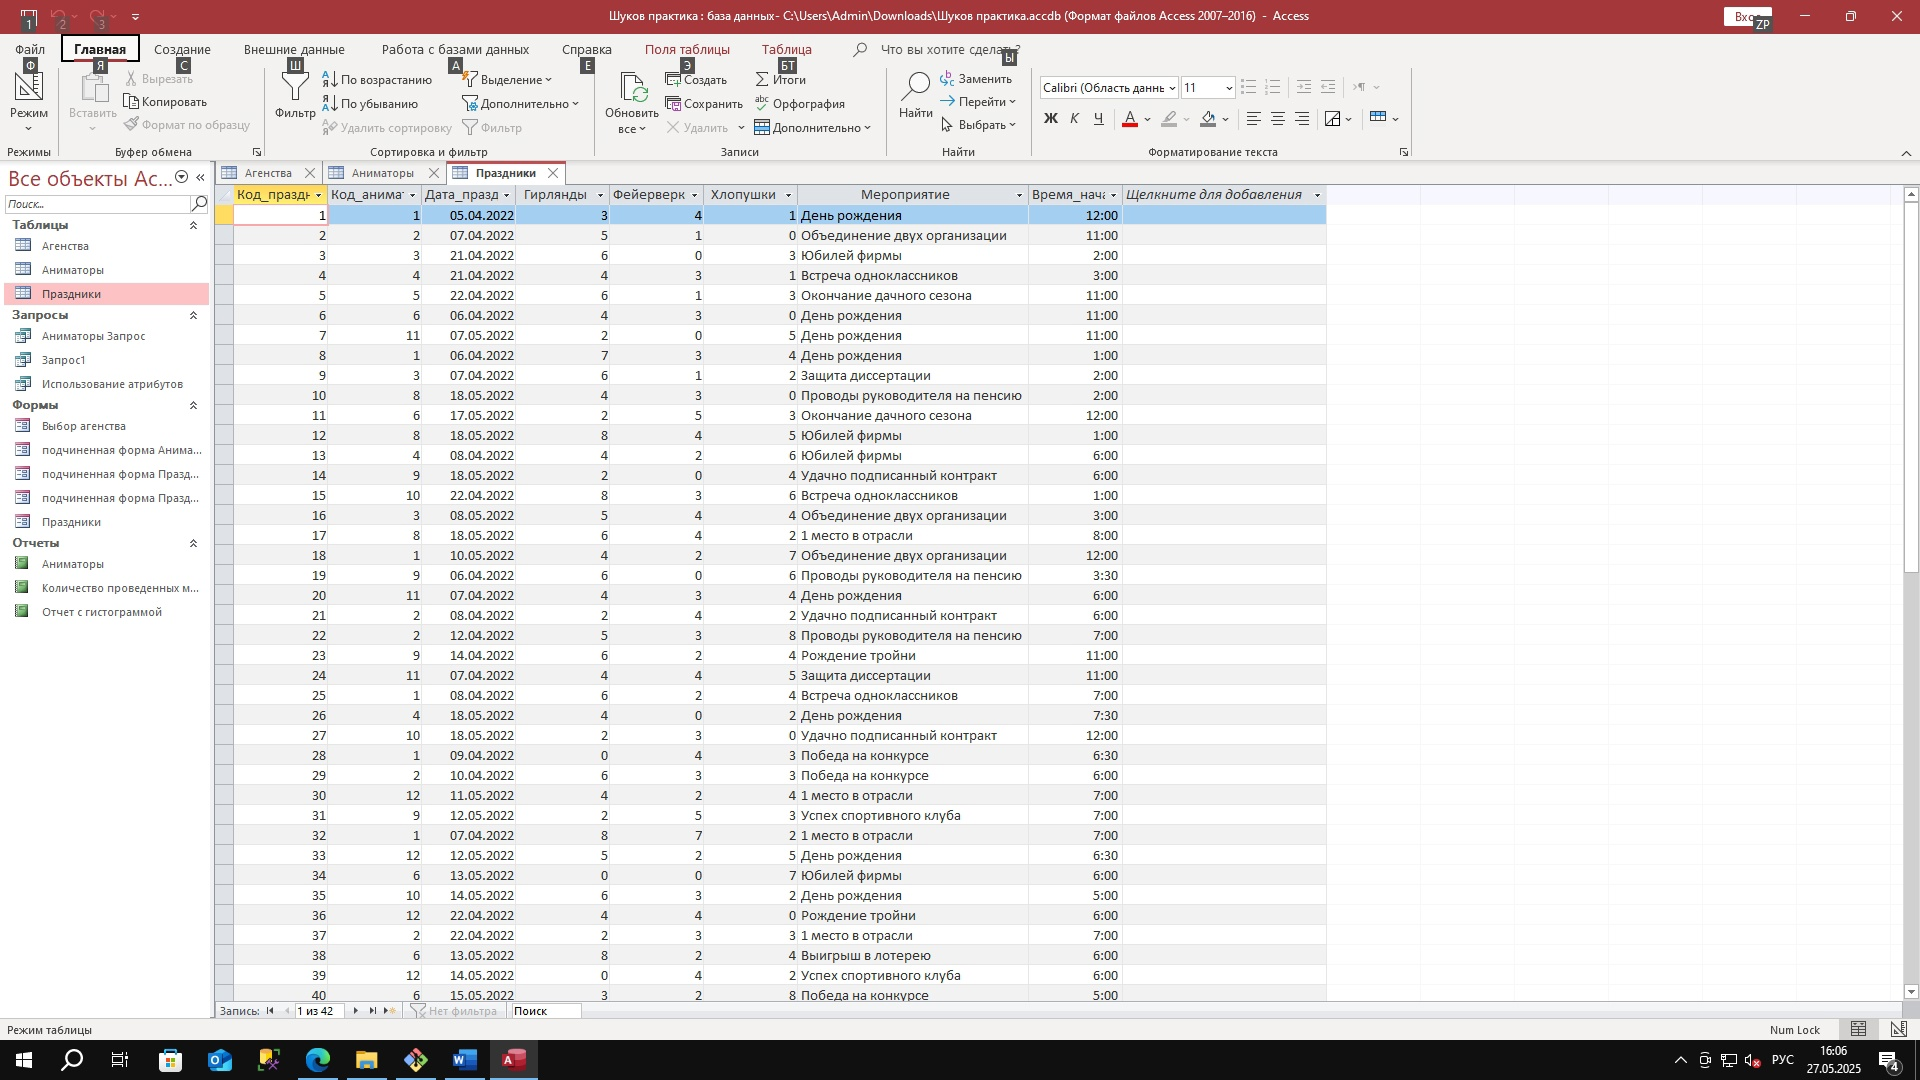 Шуков практика : база данных- C:\Users\Admin\Downloads\Шуков практика.accdb (Формат файлов Access 2007–2016) - Access
1 2 3 ZP
Файл Главная Создание Внешние данные Работа с базами данных Справка Поля таблицы Таблица Что вы хотите сделать?
Ф Я С Ш А Е Э БТ Ы
Режим
Режимы
Вставить
Вырезать
Копировать
Формат по образцу
Буфер обмена
Фильтр
По возрастанию
По убыванию
Удалить сортировку
Выделение
Дополнительно
Фильтр
Сортировка и фильтр
Обновить
все
Создать
Сохранить
Удалить
Итоги
Орфография
Дополнительно
Записи
Найти
Заменить
Перейти
Выбрать
Найти
Calibri (Область данны 11
Ж К Ч
Форматирование текста
Все объекты Ac...
Поиск...
Таблицы
Агенства
Аниматоры
Праздники
Запросы
Аниматоры Запрос
Запрос1
Использование атрибутов
Формы
Выбор агенства
подчиненная форма Анима...
подчиненная форма Празд...
подчиненная форма Празд...
Праздники
Отчеты
Аниматоры
Количество проведенных м...
Отчет с гистограммой
Агенства Аниматоры Праздники
Код_праздн Код_анимат Дата_празд Гирлянды Фейерверк Хлопушки Мероприятие Время_нача Щелкните для добавления
1 1 05.04.2022 3 4 1 День рождения 12:00
2 2 07.04.2022 5 1 0 Объединение двух организации 11:00
3 3 21.04.2022 6 0 3 Юбилей фирмы 2:00
4 4 21.04.2022 4 3 1 Встреча одноклассников 3:00
5 5 22.04.2022 6 1 3 Окончание дачного сезона 11:00
6 6 06.04.2022 4 3 0 День рождения 11:00
7 11 07.05.2022 2 0 5 День рождения 11:00
8 1 06.04.2022 7 3 4 День рождения 1:00
9 3 07.04.2022 6 1 2 Защита диссертации 2:00
10 8 18.05.2022 4 3 0 Проводы руководителя на пенсию 2:00
11 6 17.05.2022 2 5 3 Окончание дачного сезона 12:00
12 8 18.05.2022 8 4 5 Юбилей фирмы 1:00
13 4 08.04.2022 4 2 6 Юбилей фирмы 6:00
14 9 18.05.2022 2 0 4 Удачно подписанный контракт 6:00
15 10 22.04.2022 8 3 6 Встреча одноклассников 1:00
16 3 08.05.2022 5 4 4 Объединение двух организации 3:00
17 8 18.05.2022 6 4 2 1 место в отрасли 8:00
18 1 10.05.2022 4 2 7 Объединение двух организации 12:00
19 9 06.04.2022 6 0 6 Проводы руководителя на пенсию 3:30
20 11 07.04.2022 4 3 4 День рождения 6:00
21 2 08.04.2022 2 4 2 Удачно подписанный контракт 6:00
22 2 12.04.2022 5 3 8 Проводы руководителя на пенсию 7:00
23 9 14.04.2022 6 2 4 Рождение тройни 11:00
24 11 07.04.2022 4 4 5 Защита диссертации 11:00
25 1 08.04.2022 6 2 4 Встреча одноклассников 7:00
26 4 18.05.2022 4 0 2 День рождения 7:30
27 10 18.05.2022 2 3 0 Удачно подписанный контракт 12:00
28 1 09.04.2022 0 4 3 Победа на конкурсе 6:30
29 2 10.04.2022 6 3 3 Победа на конкурсе 6:00
30 12 11.05.2022 4 2 4 1 место в отрасли 7:00
31 9 12.05.2022 2 5 3 Успех спортивного клуба 7:00
32 1 07.04.2022 8 7 2 1 место в отрасли 7:00
33 12 12.05.2022 5 2 5 День рождения 6:30
34 6 13.05.2022 0 0 7 Юбилей фирмы 6:00
35 10 14.05.2022 6 3 2 День рождения 5:00
36 12 22.04.2022 4 4 0 Рождение тройни 6:00
37 2 22.04.2022 2 3 3 1 место в отрасли 7:00
38 6 13.05.2022 8 2 4 Выигрыш в лотерею 6:00
39 12 14.05.2022 0 4 2 Успех спортивного клуба 6:00
40 6 15.05.2022 3 2 8 Победа на конкурсе 5:00
Запись: 1 из 42 Нет фильтра Поиск
Режим таблицы Num Lock
РУС 16:06
27.05.2025
4